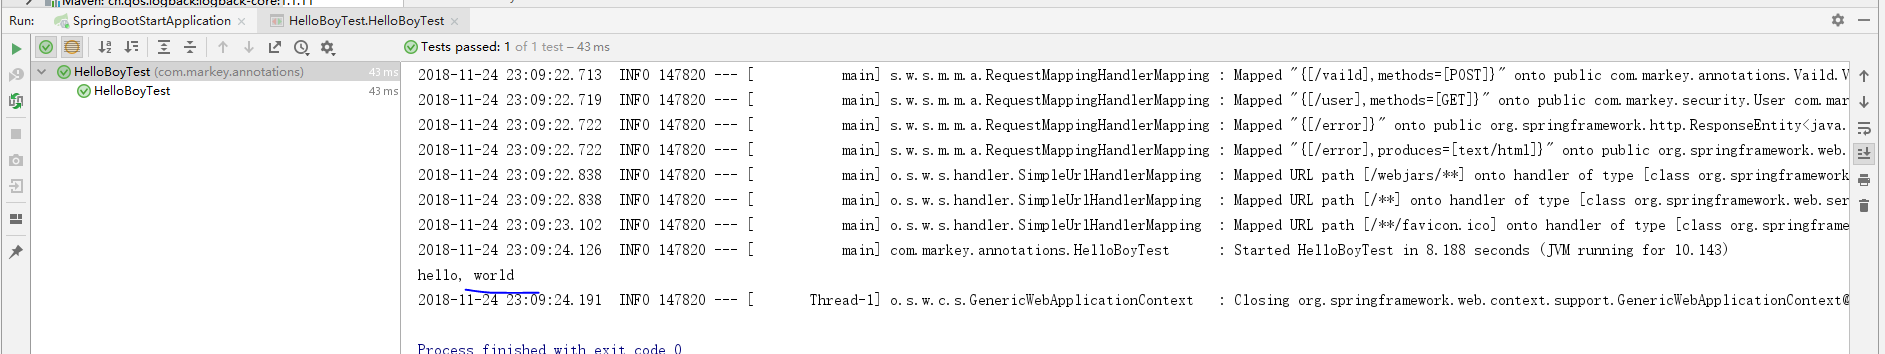 Maven: ch.qos.logback:logback-core:1.1.11
Run: SpringBootStartApplication × HelloBoyTest.HelloBoyTest ×
Tests passed: 1 of 1 test – 43 ms
HelloBoyTest (com.markey.annotations) 43 ms
HelloBoyTest 43 ms
2018-11-24 23:09:22.713 INFO 147820 --- [ main] s.w.s.m.m.a.RequestMappingHandlerMapping : Mapped "{[/vaild],methods=[POST]}" onto public com.markey.annotations.Vaild.V
2018-11-24 23:09:22.719 INFO 147820 --- [ main] s.w.s.m.m.a.RequestMappingHandlerMapping : Mapped "{[/user],methods=[GET]}" onto public com.markey.security.User com.mar
2018-11-24 23:09:22.722 INFO 147820 --- [ main] s.w.s.m.m.a.RequestMappingHandlerMapping : Mapped "{[/error]}" onto public org.springframework.http.ResponseEntity<java.
2018-11-24 23:09:22.722 INFO 147820 --- [ main] s.w.s.m.m.a.RequestMappingHandlerMapping : Mapped "{[/error],produces=[text/html]}" onto public org.springframework.web.
2018-11-24 23:09:22.838 INFO 147820 --- [ main] o.s.w.s.handler.SimpleUrlHandlerMapping : Mapped URL path [/webjars/**] onto handler of type [class org.springframework
2018-11-24 23:09:22.838 INFO 147820 --- [ main] o.s.w.s.handler.SimpleUrlHandlerMapping : Mapped URL path [/**] onto handler of type [class org.springframework.web.ser
2018-11-24 23:09:23.102 INFO 147820 --- [ main] o.s.w.s.handler.SimpleUrlHandlerMapping : Mapped URL path [/**/favicon.ico] onto handler of type [class org.springframe
2018-11-24 23:09:24.126 INFO 147820 --- [ main] com.markey.annotations.HelloBoyTest : Started HelloBoyTest in 8.188 seconds (JVM running for 10.143)
hello, world
2018-11-24 23:09:24.191 INFO 147820 --- [ Thread-1] o.s.w.c.s.GenericWebApplicationContext : Closing org.springframework.web.context.support.GenericWebApplicationContext@
Process finished with exit code 0